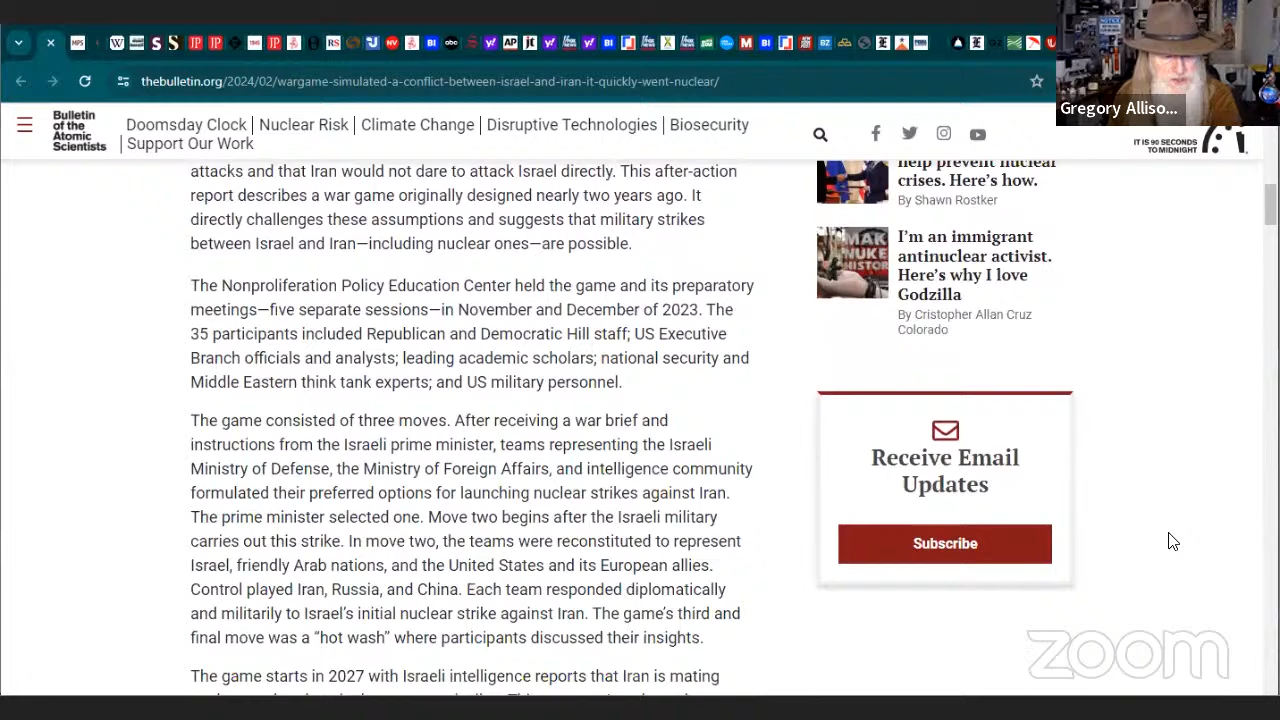 thebulletin.org/2024/02/wargame-simulated-a-conflict-between-israel-and-iran-it-quickly-went-nuclear/
Gregory Alliso...
Bulletin
of the
Atomic
Scientists
Doomsday Clock | Nuclear Risk | Climate Change | Disruptive Technologies | Biosecurity
| Support Our Work
IT IS 90 SECONDS
TO MIDNIGHT
attacks and that Iran would not dare to attack Israel directly. This after-action
report describes a war game originally designed nearly two years ago. It
directly challenges these assumptions and suggests that military strikes
between Israel and Iran—including nuclear ones—are possible.
The Nonproliferation Policy Education Center held the game and its preparatory
meetings—five separate sessions—in November and December of 2023. The
35 participants included Republican and Democratic Hill staff; US Executive
Branch officials and analysts; leading academic scholars; national security and
Middle Eastern think tank experts; and US military personnel.
The game consisted of three moves. After receiving a war brief and
instructions from the Israeli prime minister, teams representing the Israeli
Ministry of Defense, the Ministry of Foreign Affairs, and intelligence community
formulated their preferred options for launching nuclear strikes against Iran.
The prime minister selected one. Move two begins after the Israeli military
carries out this strike. In move two, the teams were reconstituted to represent
Israel, friendly Arab nations, and the United States and its European allies.
Control played Iran, Russia, and China. Each team responded diplomatically
and militarily to Israel's initial nuclear strike against Iran. The game's third and
final move was a “hot wash” where participants discussed their insights.
The game starts in 2027 with Israeli intelligence reports that Iran is mating
help prevent nuclear
crises. Here's how.
By Shawn Rostker
MAK
NUKE
HISTOR
I'm an immigrant
antinuclear activist.
Here's why I love
Godzilla
By Cristopher Allan Cruz
Colorado
Receive Email
Updates
Subscribe
zoom